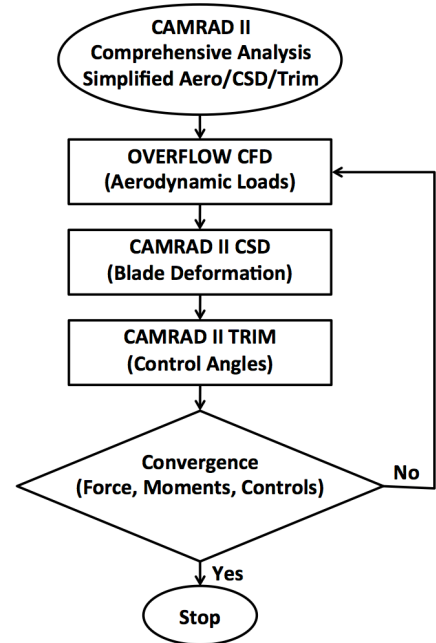 CAMRAD II
Comprehensive Analysis
Simplified Aero/CSD/Trim
OVERFLOW CFD
(Aerodynamic Loads)
CAMRAD II CSD
(Blade Deformation)
CAMRAD II TRIM
(Control Angles)
Convergence
(Force, Moments, Controls)
No
Yes
Stop